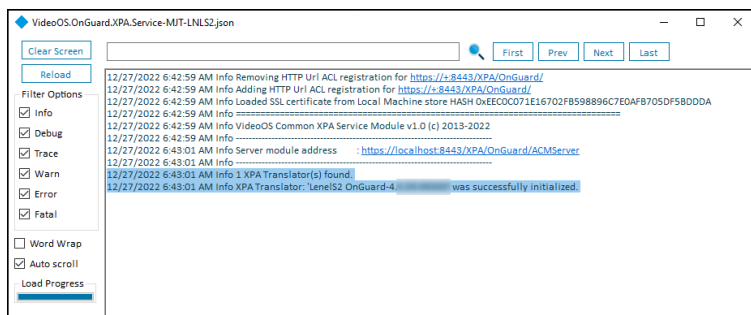 VideoOS.OnGuard.XPA.Service-MJT-LNLS2.json
Clear Screen
First
Prev
Next
Last
Reload
Filter Options
Info
Debug
Trace
Warn
Error
Fatal
Word Wrap
Auto scroll
Load Progress
12/27/2022 6:42:59 AM Info Removing HTTP Url ACL registration for https://+:8443/XPA/OnGuard/
12/27/2022 6:42:59 AM Info Adding HTTP Url ACL registration for https://+:8443/XPA/OnGuard/
12/27/2022 6:42:59 AM Info Loaded SSL certificate from Local Machine store HASH 0xEEC0C071E16702FB598896C7E0AFB705DF5BDDDA
12/27/2022 6:42:59 AM Info ==============================================================================
12/27/2022 6:42:59 AM Info VideoOS Common XPA Service Module v1.0 (c) 2013-2022
12/27/2022 6:42:59 AM Info ------------------------------------------------------------------------------
12/27/2022 6:43:01 AM Info Server module address : https://localhost:8443/XPA/OnGuard/ACMServer
12/27/2022 6:43:01 AM Info ------------------------------------------------------------------------------
12/27/2022 6:43:01 AM Info 1 XPA Translator(s) found.
12/27/2022 6:43:01 AM Info XPA Translator: 'LenelS2 OnGuard-4. was successfully initialized.